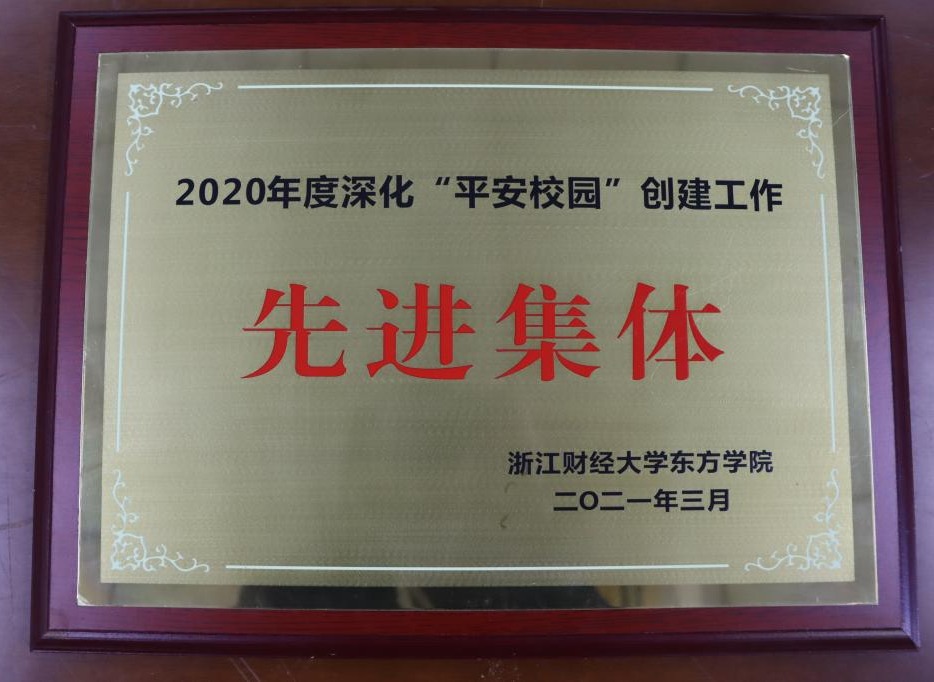 2020年度深化“平安校园”创建工作
先进集体
浙江财经大学东方学院
二〇二一年三月